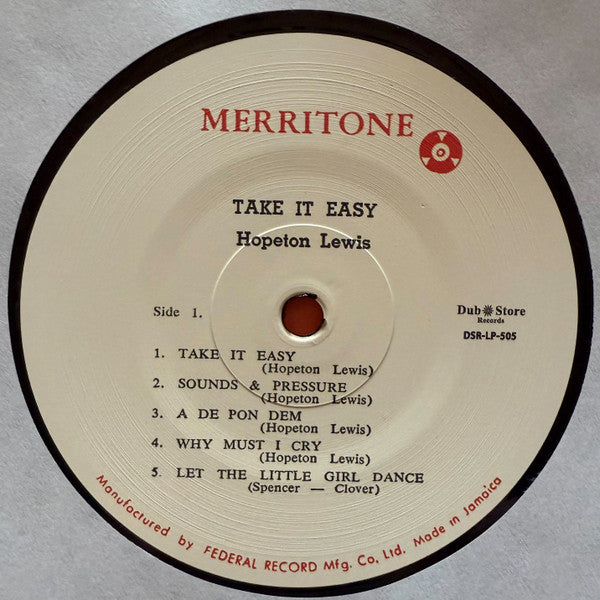 MERRITONE
TAKE IT EASY
Hopeton Lewis
Side 1.
Dub Store
Records
DSR-LP-505
1. TAKE IT EASY
(Hopeton Lewis)
2. SOUNDS & PRESSURE
(Hopeton Lewis)
3. A DE PON DEM
(Hopeton Lewis)
4. WHY MUST I CRY
(Hopeton Lewis)
5. LET THE LITTLE GIRL DANCE
(Spencer — Clover)
Manufactured by FEDERAL RECORD Mfg. Co. Ltd. Made in Jamaica